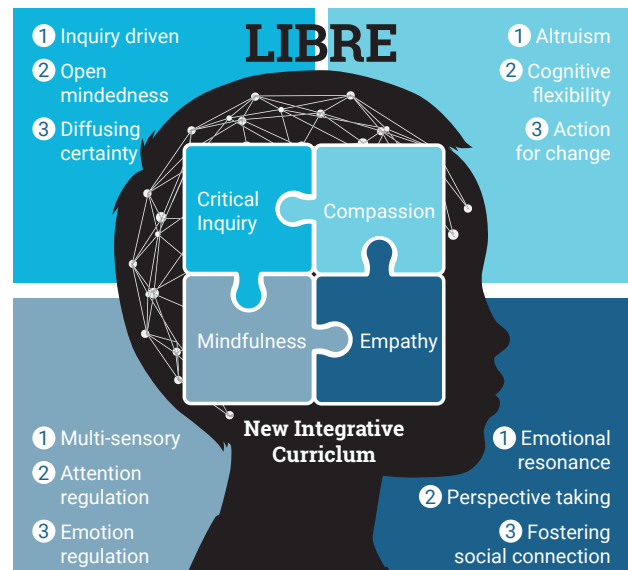 LIBRE
1 Inquiry driven
2 Open
mindedness
3 Diffusing
certainty
1 Altruism
2 Cognitive
flexibility
3 Action
for change
Critical
Inquiry
Compassion
Mindfulness
Empathy
New Integrative
Curriclum
1 Multi-sensory
2 Attention
regulation
3 Emotion
regulation
1 Emotional
resonance
2 Perspective taking
3 Fostering
social connection